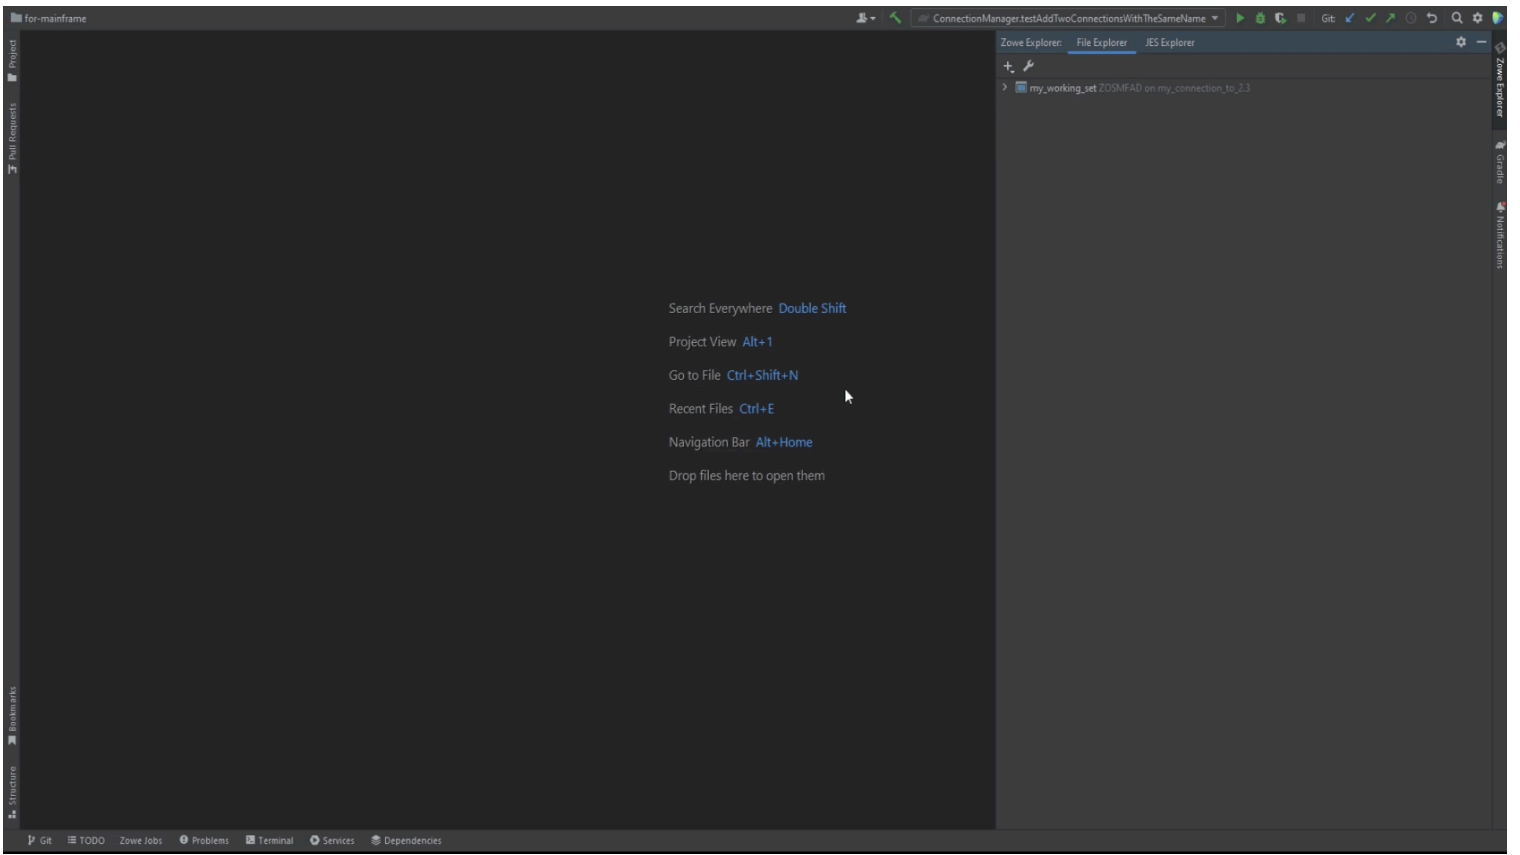 for-mainframe
ConnectionManager.testAddTwoConnectionsWithTheSameName
Git:
Zowe Explorer: File Explorer JES Explorer
my_working_set ZOSMFAD on my_connection_to_2.3
Project
Pull Requests
Bookmarks
Structure
Search Everywhere Double Shift
Project View Alt+1
Go to File Ctrl+Shift+N
Recent Files Ctrl+E
Navigation Bar Alt+Home
Drop files here to open them
Zowe Explorer
Gradle
Notifications
Git TODO Zowe Jobs Problems Terminal Services Dependencies